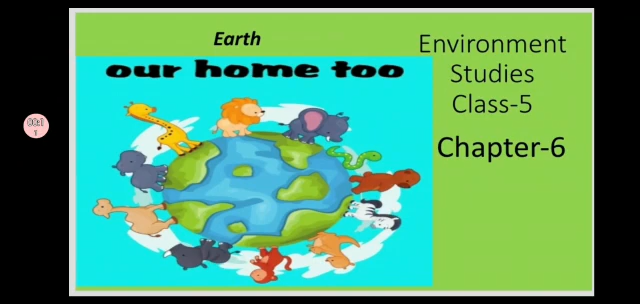 Earth
our home too
Environment
Studies
Class-5
Chapter-6